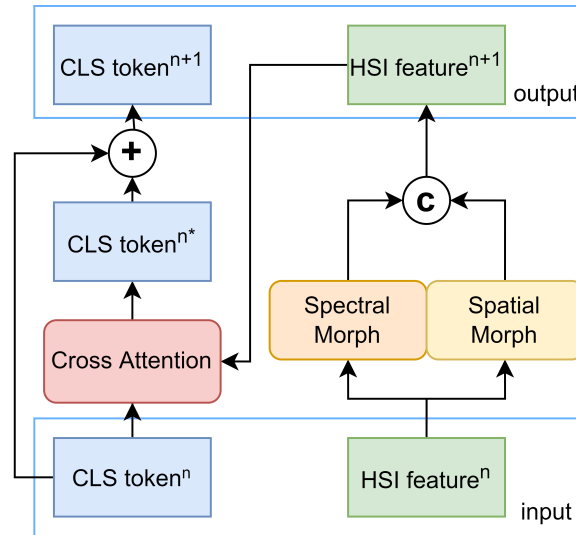 CLS token^n+1
HSI feature^n+1
output
+
CLS token^n*
c
Spectral
Morph
Spatial
Morph
Cross Attention
CLS token^n
HSI feature^n
input